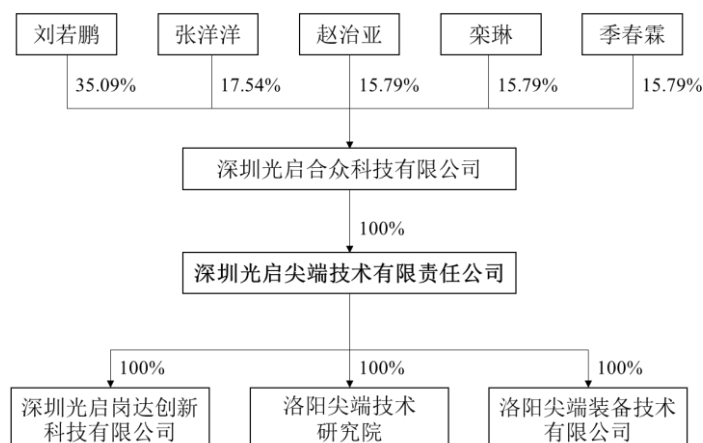 刘若鹏
张洋洋
赵治亚
栾琳
季春霖
35.09%
17.54%
15.79%
15.79%
15.79%
深圳光启合众科技有限公司
100%
深圳光启尖端技术有限责任公司
100%
100%
100%
深圳光启岗达创新
科技有限公司
洛阳尖端技术
研究院
洛阳尖端装备技术
有限公司